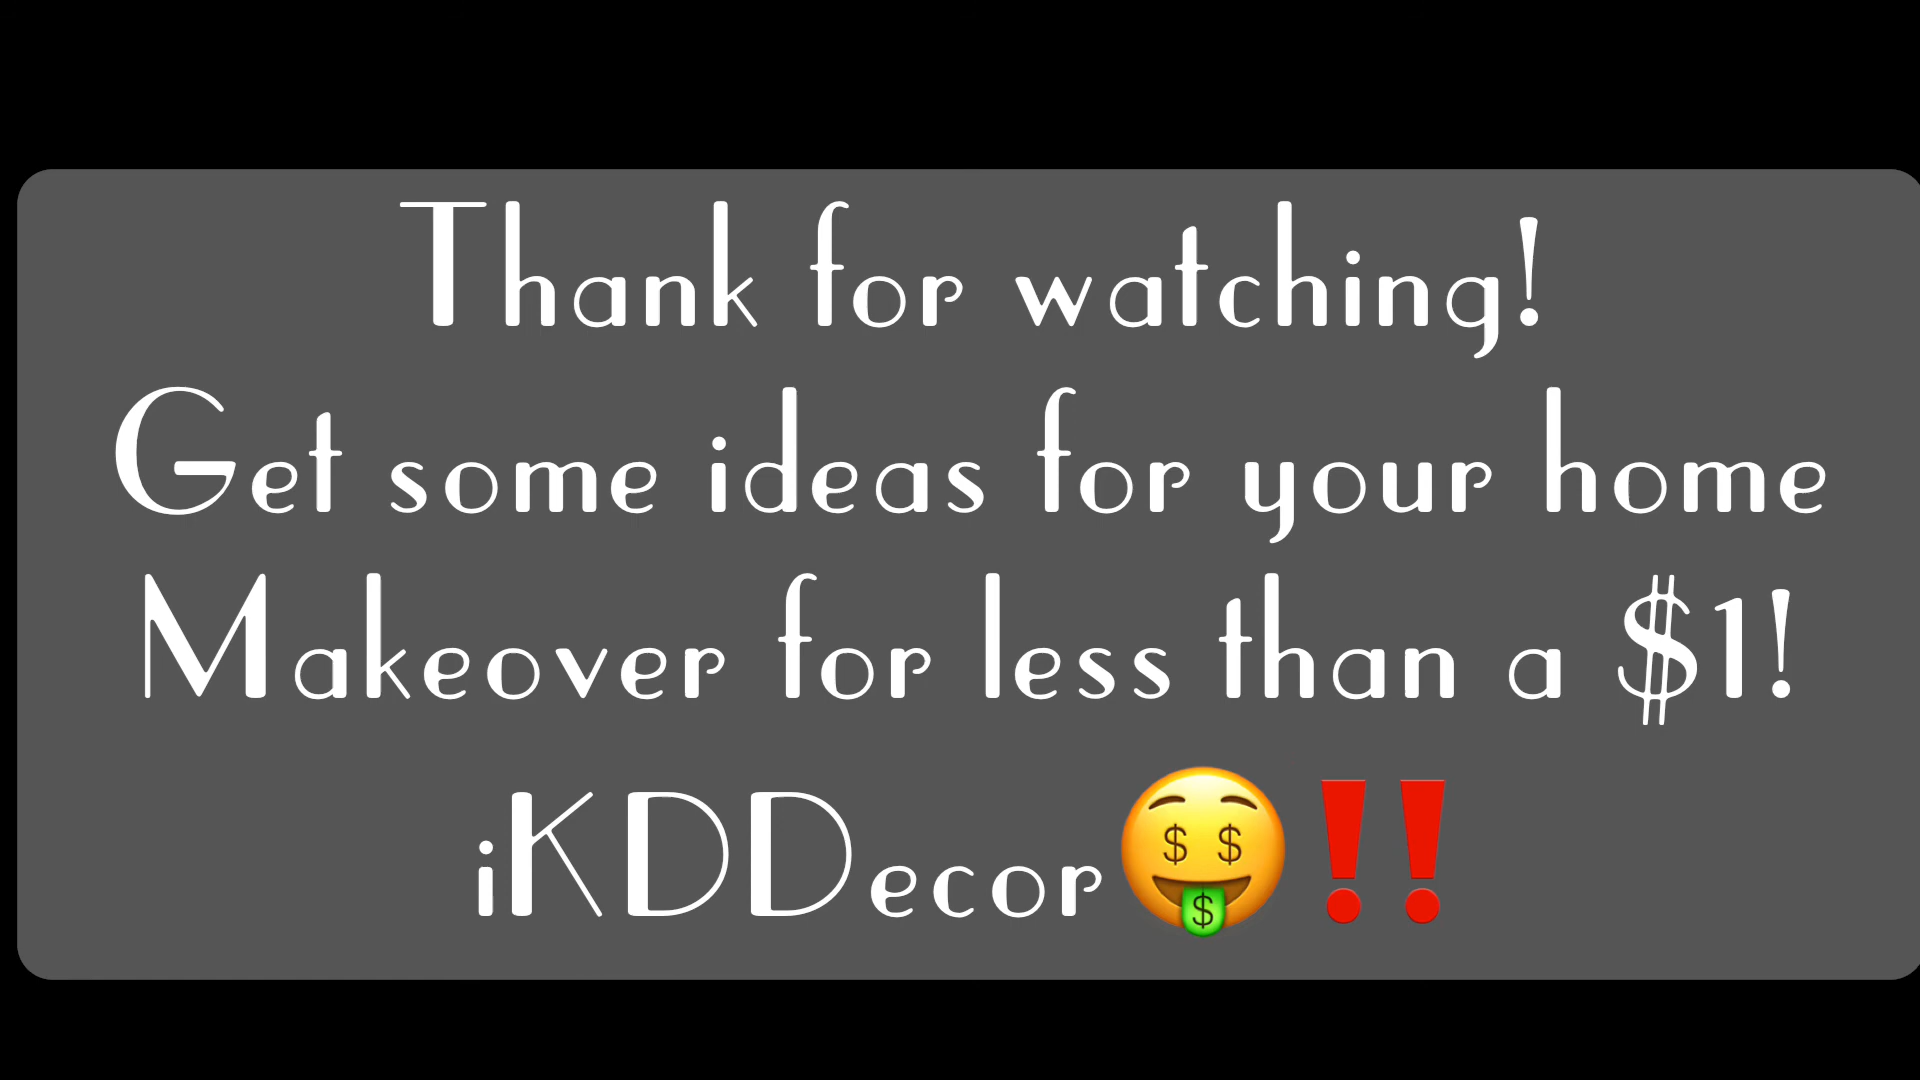 Thank for watching!
Get some ideas for your home
Makeover for less than a $1!
iKDDecor🤑‼️